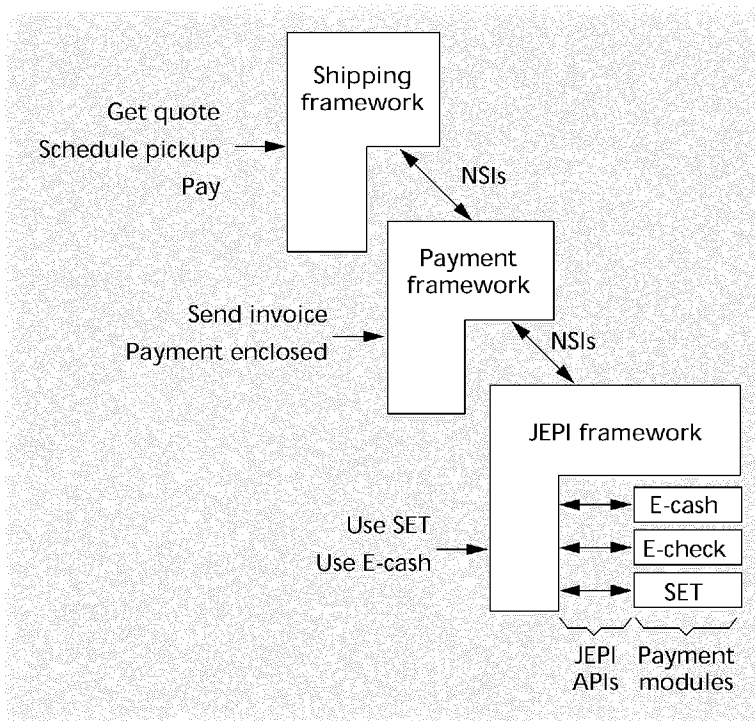 Shipping
framework
Get quote
Schedule pickup
Pay
NSIs
Payment
framework
Send invoice
Payment enclosed
NSIs
JEPI framework
Use SET
Use E-cash
E-cash
E-check
SET
JEPI
APIs
Payment
modules